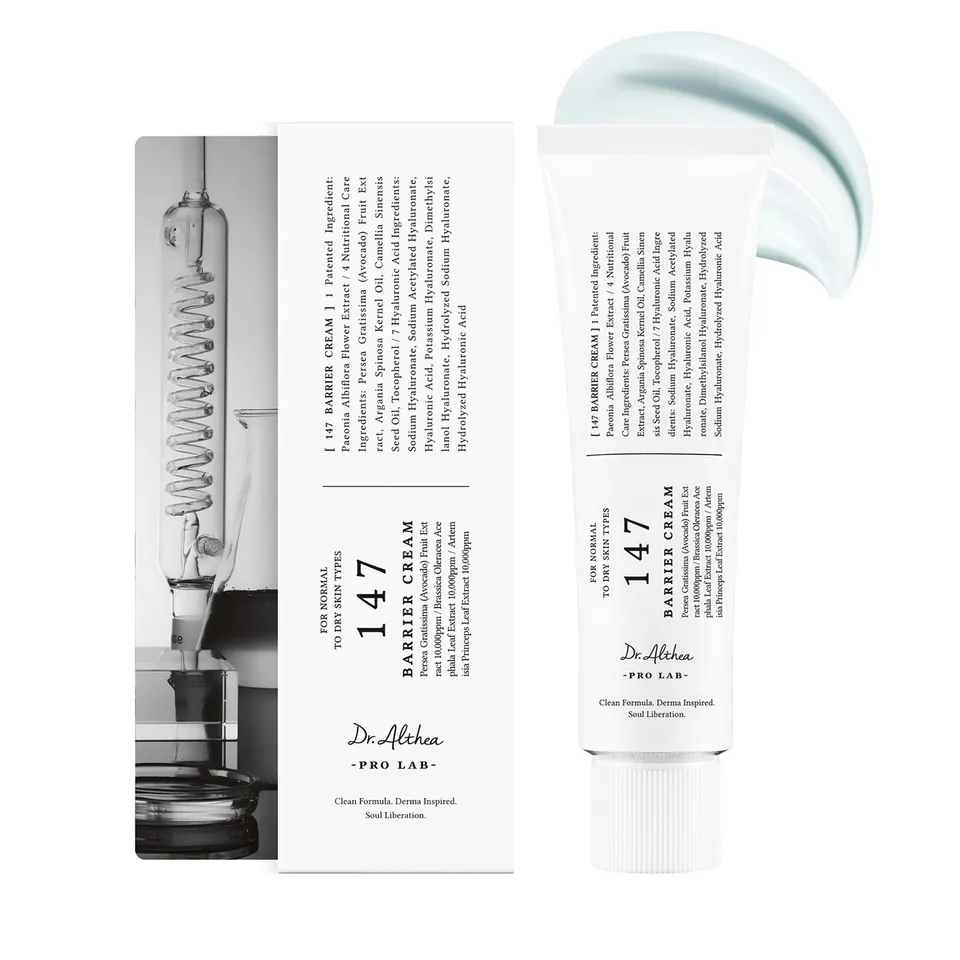 [ 147 BARRIER CREAM ] 1 Patented Ingredient:
Paeonia Albiflora Flower Extract / 4 Nutritional Care
Ingredients: Persea Gratissima (Avocado) Fruit Ext
ract, Argania Spinosa Kernel Oil, Camellia Sinensis
Seed Oil, Tocopherol / 7 Hyaluronic Acid Ingredients:
Sodium Hyaluronate, Sodium Acetylated Hyaluronate,
Hyaluronic Acid, Potassium Hyaluronate, Dimethylsi
lanol Hyaluronate, Hydrolyzed Sodium Hyaluronate,
Hydrolyzed Hyaluronic Acid
FOR NORMAL
TO DRY SKIN TYPES
147
BARRIER CREAM
Persea Gratissima (Avocado) Fruit Ext
ract 10,000ppm / Brassica Oleracea Ace
phala Leaf Extract 10,000ppm / Artem
isia Princeps Leaf Extract 10,000ppm
Dr. Althea
-PRO LAB-
Clean Formula. Derma Inspired.
Soul Liberation.
[ 147 BARRIER CREAM ] 1 Patented Ingredient:
Paeonia Albiflora Flower Extract / 4 Nutritional
Care Ingredients: Persea Gratissima (Avocado) Fruit
Extract, Argania Spinosa Kernel Oil, Camellia Sinen
sis Seed Oil, Tocopherol / 7 Hyaluronic Acid Ingre
dients: Sodium Hyaluronate, Sodium Acetylated
Hyaluronate, Hyaluronic Acid, Potassium Hyalu
ronate, Dimethylsilanol Hyaluronate, Hydrolyzed
Sodium Hyaluronate, Hydrolyzed Hyaluronic Acid
FOR NORMAL
TO DRY SKIN TYPES
147
BARRIER CREAM
Persea Gratissima (Avocado) Fruit Ext
ract 10,000ppm / Brassica Oleracea Ace
phala Leaf Extract 10,000ppm / Artem
isia Princeps Leaf Extract 10,000ppm
Dr. Althea
-PRO LAB-
Clean Formula. Derma Inspired.
Soul Liberation.